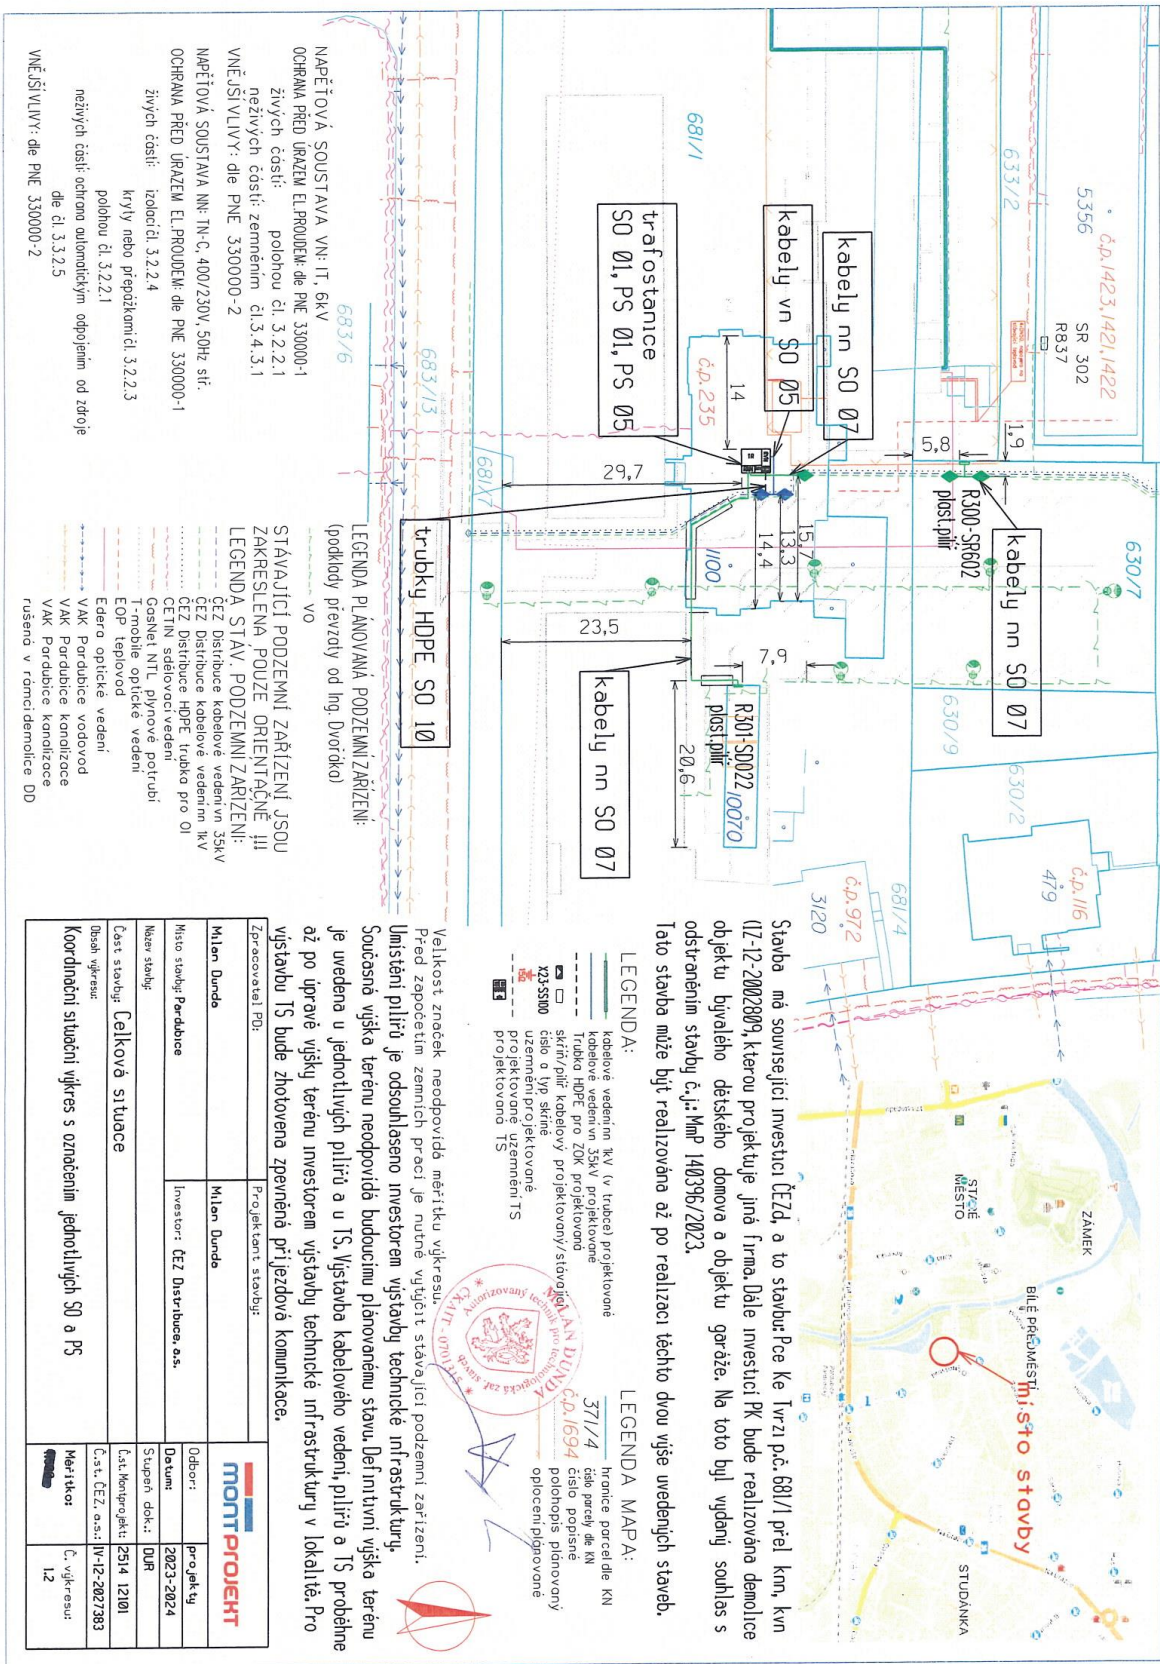 5356
č.p.1423,1421,1422
SR 302
R837
633/2
1,9
5,8
R300-SR602
plast.pilíř
kabely nn SO 07
630/7
630/9
630/2
č.p.116
479
681/4
č.p.972
3120
681/1
kabely nn SO 07
kabely vn SO 05
trafostanice
SO 01, PS 01, PS 05
č.p.235
14
29,7
15,7
13,3
14,4
1100
23,5
7,9
R301-SD022
plast.pilíř
10070
20,6
kabely nn SO 07
trubky HDPE SO 10
681/7
683/13
683/6
NAPĚŤOVÁ SOUSTAVA VN: IT, 6kV
OCHRANA PŘED ÚRAZEM EL.PROUDEM: dle PNE 330000-1
živých částí: polohou čl. 3.2.2.1
neživých částí: zemněním čl.3.4.3.1
VNĚJŠÍ VLIVY: dle PNE 330000-2
NAPĚŤOVÁ SOUSTAVA NN: TN-C, 400/230V, 50Hz stř.
OCHRANA PŘED ÚRAZEM EL.PROUDEM: dle PNE 330000-1
živých částí: izolací čl. 3.2.2.4
kryty nebo přepážkami čl. 3.2.2.3
polohou čl. 3.2.2.1
neživých částí: ochrana automatickým odpojením od zdroje
dle čl. 3.3.2.5
VNĚJŠÍ VLIVY: dle PNE 330000-2
LEGENDA PLÁNOVANÁ PODZEMNÍ ZAŘÍZENÍ:
(podklady převzaty od Ing. Dvořáka)
VO
STÁVAJÍCÍ PODZEMNÍ ZAŘÍZENÍ JSOU
ZAKRESLENA POUZE ORIENTAČNĚ !!!
LEGENDA STÁV. PODZEMNÍ ZAŘÍZENÍ:
ČEZ Distribuce kabelové vedení vn 35kV
ČEZ Distribuce kabelové vedení nn 1kV
ČEZ Distribuce HDPE trubka pro OI
CETIN sdělovací vedení
GasNet NTL plynové potrubí
T-mobile optické vedení
EOP teplovod
Edera optické vedení
VAK Pardubice vodovod
VAK Pardubice kanalizace
VAK Pardubice kanalizace
rušená v rámci demolice DD
ZÁMEK
STARÉ
MĚSTO
BÍLÉ PŘEDMĚSTÍ
místo stavby
STUDÁNKA
Stavba má související investicí ČEZd, a to stavbu: Pce Ke Tvrzi p.č. 681/1 přel knn, kvn
(IZ-12-2002809, kterou projektuje jiná firma. Dále investicí PK bude realizována demolice
objektu bývalého dětského domova a objektu garáže. Na toto byl vydaný souhlas s
odstraněním stavby č.j.: MmP 140396/2023.
Tato stavba může být realizována až po realizaci těchto dvou výše uvedených staveb.
LEGENDA:
kabelové vedení nn 1kV (v trubce) projektované
kabelové vedení vn 35kV projektované
Trubka HDPE pro ZOK projektovaná
skříň/pilíř kabelový projektovaný/stávající
X23-SS100
číslo a typ skříně
uzemnění projektované
projektované uzemnění TS
projektovaná TS
LEGENDA MAPA:
hranice parcel dle KN
371/4
číslo parcely dle KN
č.p.1694
číslo popisné
polohopis plánovaný
oplocení plánované
Velikost značek neodpovídá měřítku výkresu.
Před započetím zemních prací je nutné vytýčit stávající podzemní zařízení.
Umístění pilířů je odsouhlaseno investorem výstavby technické infrastruktury.
Současná výška terénu neodpovídá budoucímu plánovanému stavu. Definitivní výška terénu
je uvedena u jednotlivých pilířů a u TS. Výstavba kabelového vedení, pilířů a TS proběhne
až po úpravě výšky terénu investorem výstavby technické infrastruktury v lokalitě. Pro
výstavbu TS bude zhotovena zpevněná příjezdová komunikace.
MILAN DUNDA
Autorizovaný technik pro technologická zař. staveb
ČKAIT - 0701
Zpracovatel PD:
Milan Dunda
Projektant stavby:
Milan Dunda
MONTPROJEKT
Místo stavby: Pardubice
Investor: ČEZ Distribuce, a.s.
Odbor: projekty
Datum: 2023-2024
Název stavby:
Stupeň dok.: DUR
Část stavby: Celková situace
Č.st. Montprojekt: 2514 12101
Č.st. ČEZ, a.s.: IV-12-2027383
Obsah výkresu:
Koordinační situační výkres s označením jednotlivých SO a PS
Měřítko:
Č. výkresu:
1.2